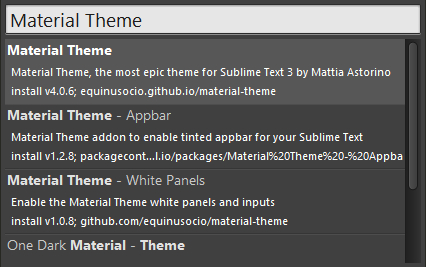 Material Theme
Material Theme
Material Theme, the most epic theme for Sublime Text 3 by Mattia Astorino
install v4.0.6; equinusocio.github.io/material-theme
Material Theme - Appbar
Material Theme addon to enable tinted appbar for your Sublime Text
install v1.2.8; packagecont...l.io/packages/Material%20Theme%20-%20Appba
Material Theme - White Panels
Enable the Material Theme white panels and inputs
install v1.0.8; github.com/equinusocio/material-theme
One Dark Material - Theme